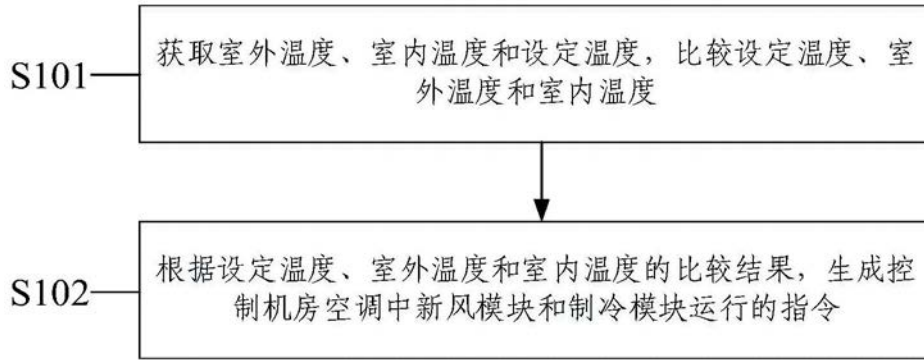 S101
获取室外温度、室内温度和设定温度，比较设定温度、室
外温度和室内温度
S102
根据设定温度、室外温度和室内温度的比较结果，生成控
制机房空调中新风模块和制冷模块运行的指令